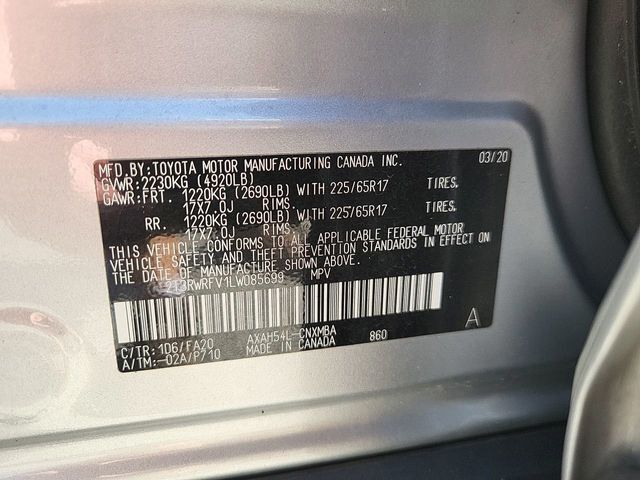 MFD.BY:TOYOTA MOTOR MANUFACTURING CANADA INC. 03/20
GVWR:2230KG (4920LB)
GAWR:FRT. 1220KG (2690LB) WITH 225/65R17 TIRES,
17X7.0J RIMS
RR. 1220KG (2690LB) WITH 225/65R17 TIRES,
17X7.0J RIMS
THIS VEHICLE CONFORMS TO ALL APPLICABLE FEDERAL MOTOR
VEHICLE SAFETY AND THEFT PREVENTION STANDARDS IN EFFECT ON
THE DATE OF MANUFACTURE SHOWN ABOVE.
2T3RWRFV1LW085699 MPV
C/TR:1D6/FA20 AXAH54L-CNXMBA 860 A
A/TM:-02A/P710 MADE IN CANADA